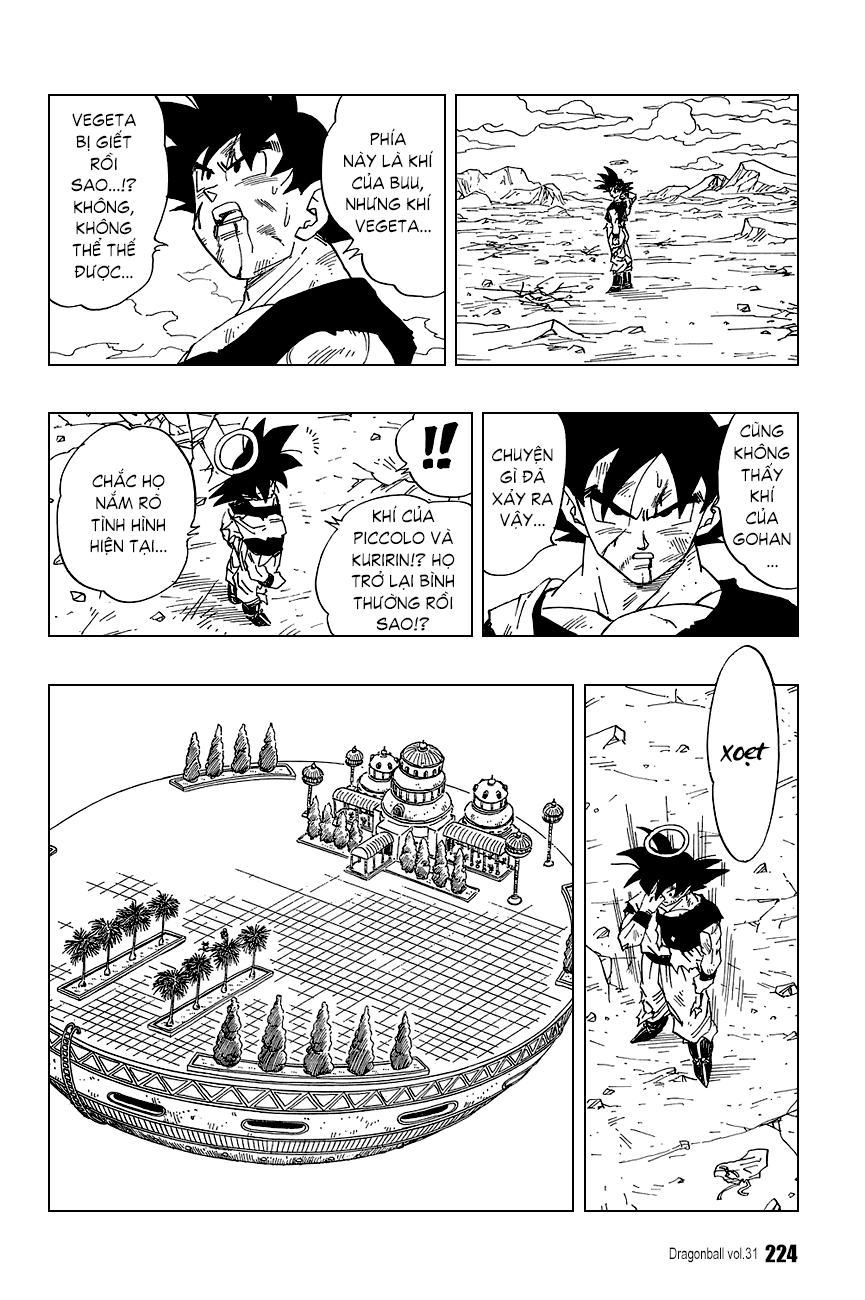 PHÍA
NÀY LÀ KHÍ
CỦA BUU,
NHƯNG KHÍ
VEGETA...
VEGETA
BỊ GIẾT
RỒI
SAO...!?
KHÔNG,
KHÔNG
THỂ THẾ
ĐƯỢC...
CŨNG
KHÔNG
THẤY
KHÍ
CỦA
GOHAN
...
CHUYỆN
GÌ ĐÃ
XẢY RA
VẬY...
!!
KHÍ CỦA
PICCOLO VÀ
KURIRIN!? HỌ
TRỞ LẠI BÌNH
THƯỜNG RỒI
SAO!?
CHẮC HỌ
NẮM RÕ
TÌNH HÌNH
HIỆN TẠI...
Xoẹt
Dragonball vol.31 224